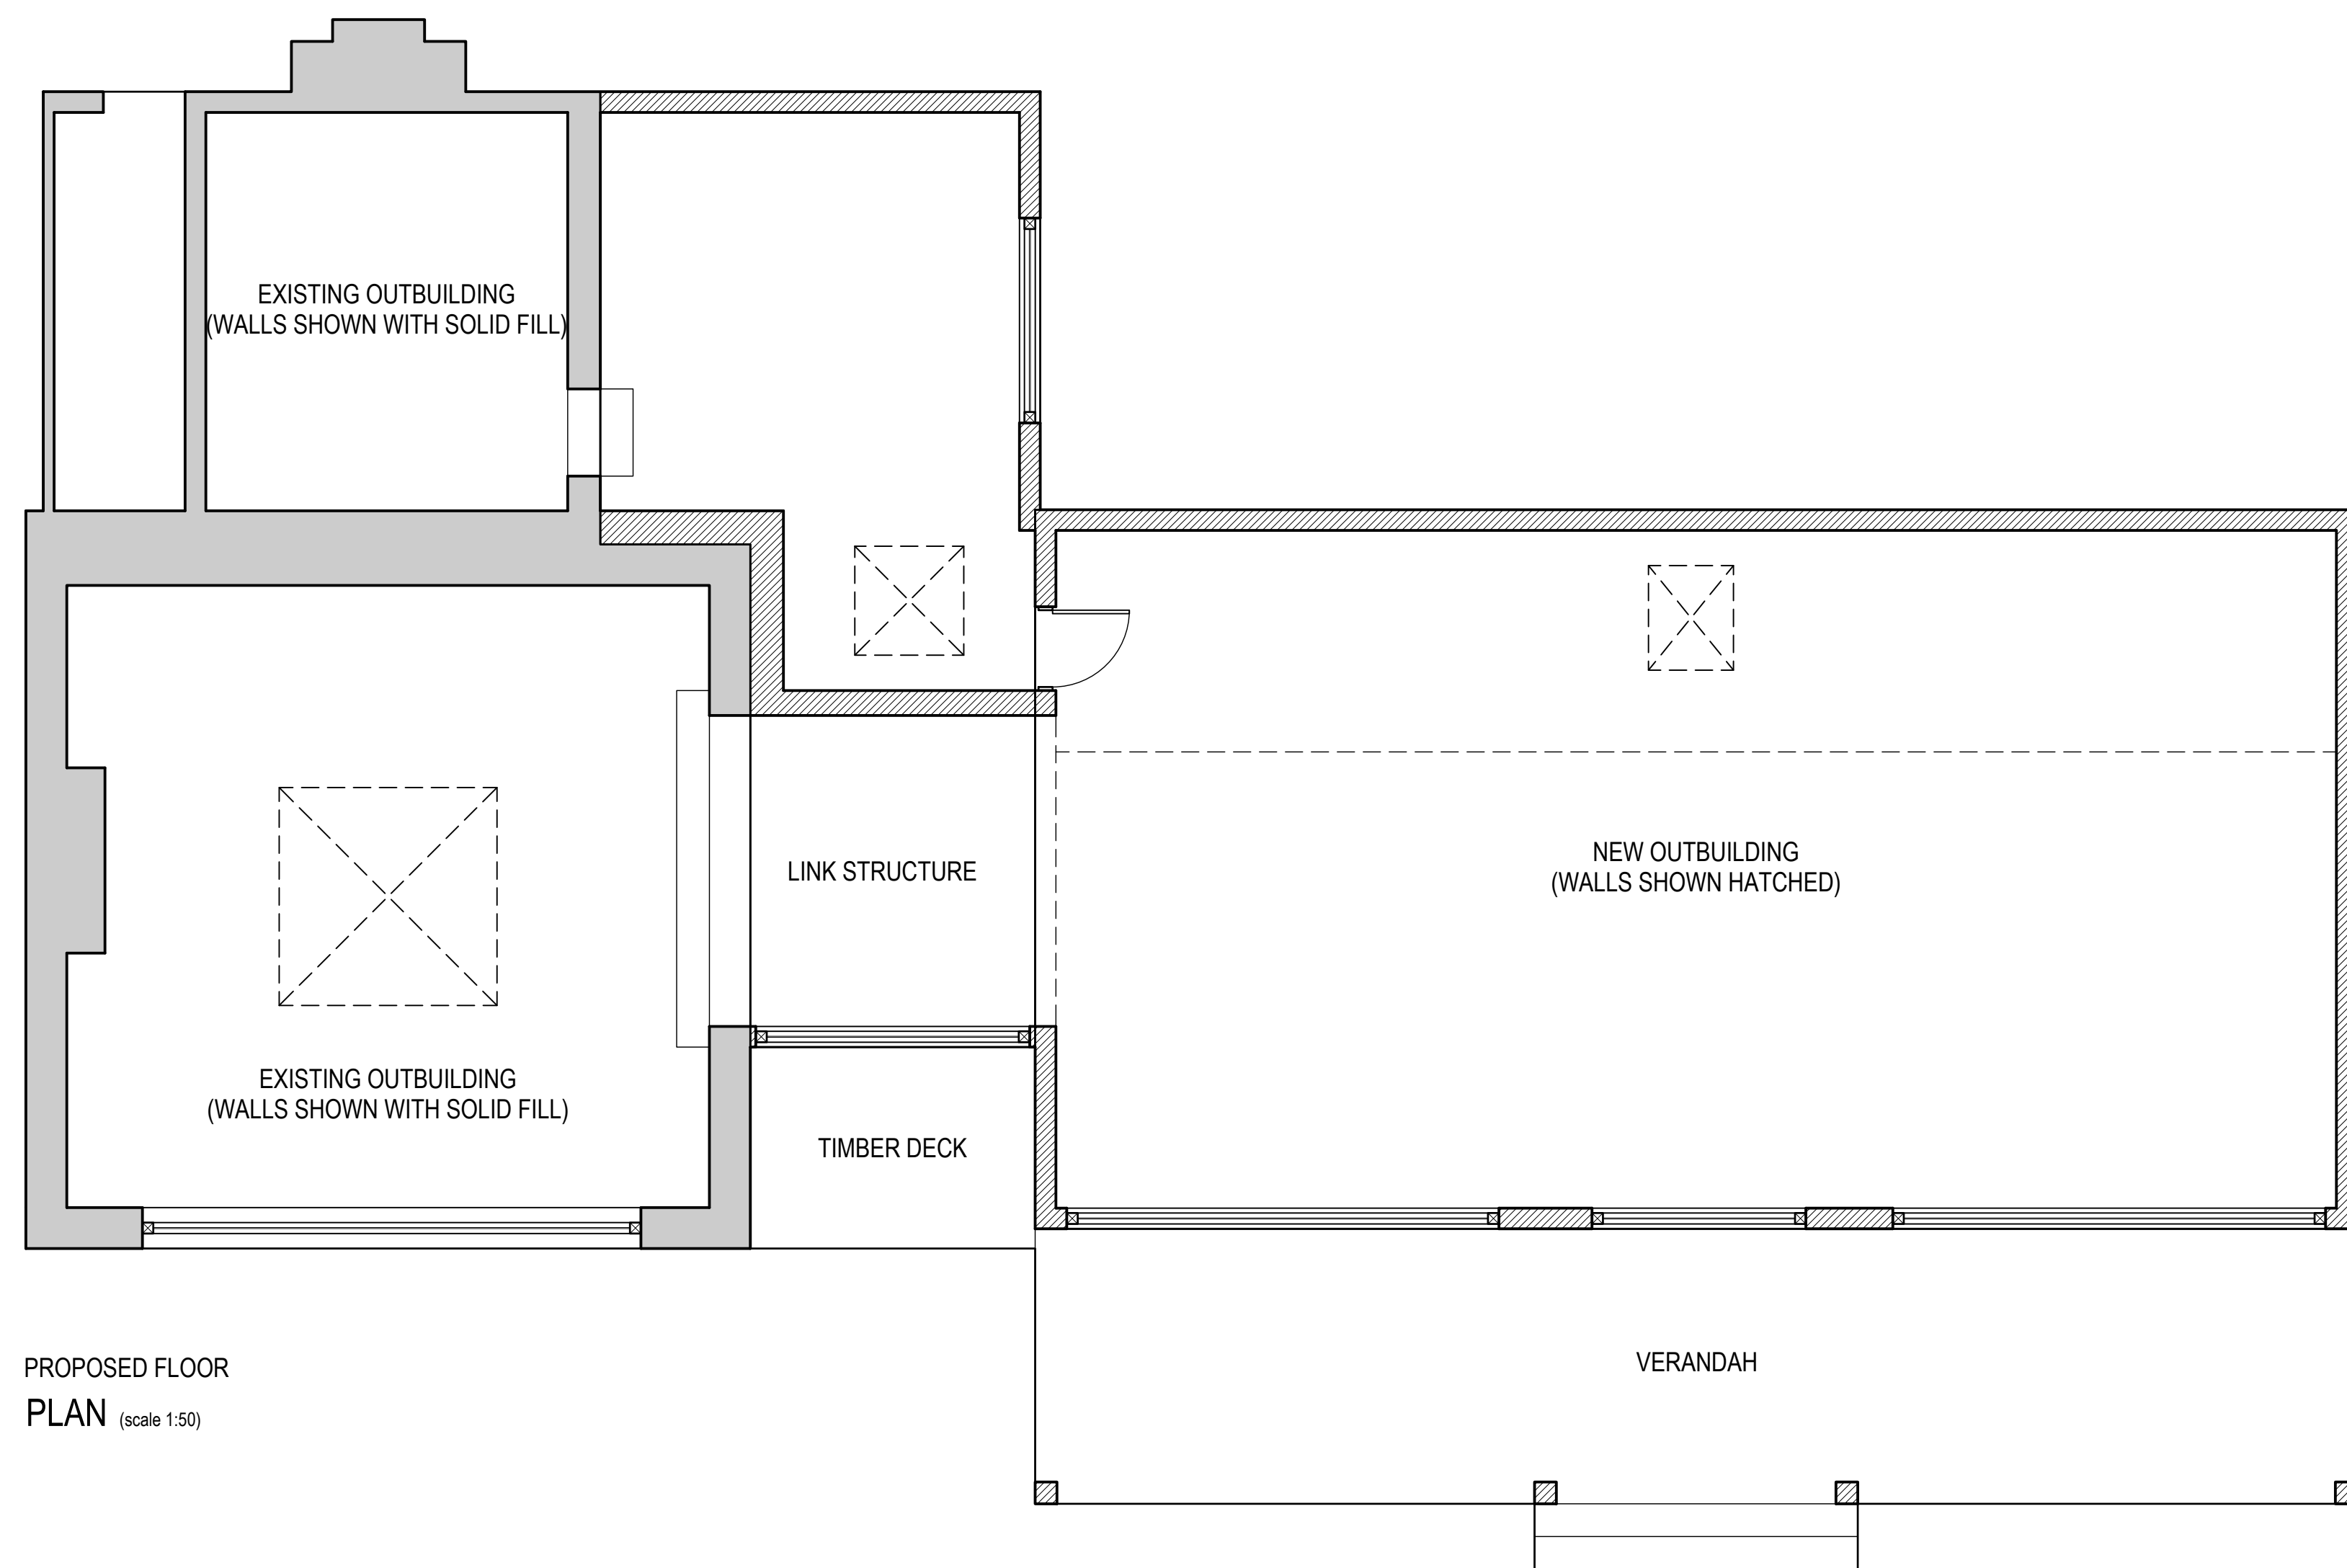 EXISTING OUTBUILDING
(WALLS SHOWN WITH SOLID FILL)
NEW OUTBUILDING
(WALLS SHOWN HATCHED)
LINK STRUCTURE
EXISTING OUTBUILDING
(WALLS SHOWN WITH SOLID FILL)
TIMBER DECK
VERANDAH
PROPOSED FLOOR
PLAN (scale 1:50)